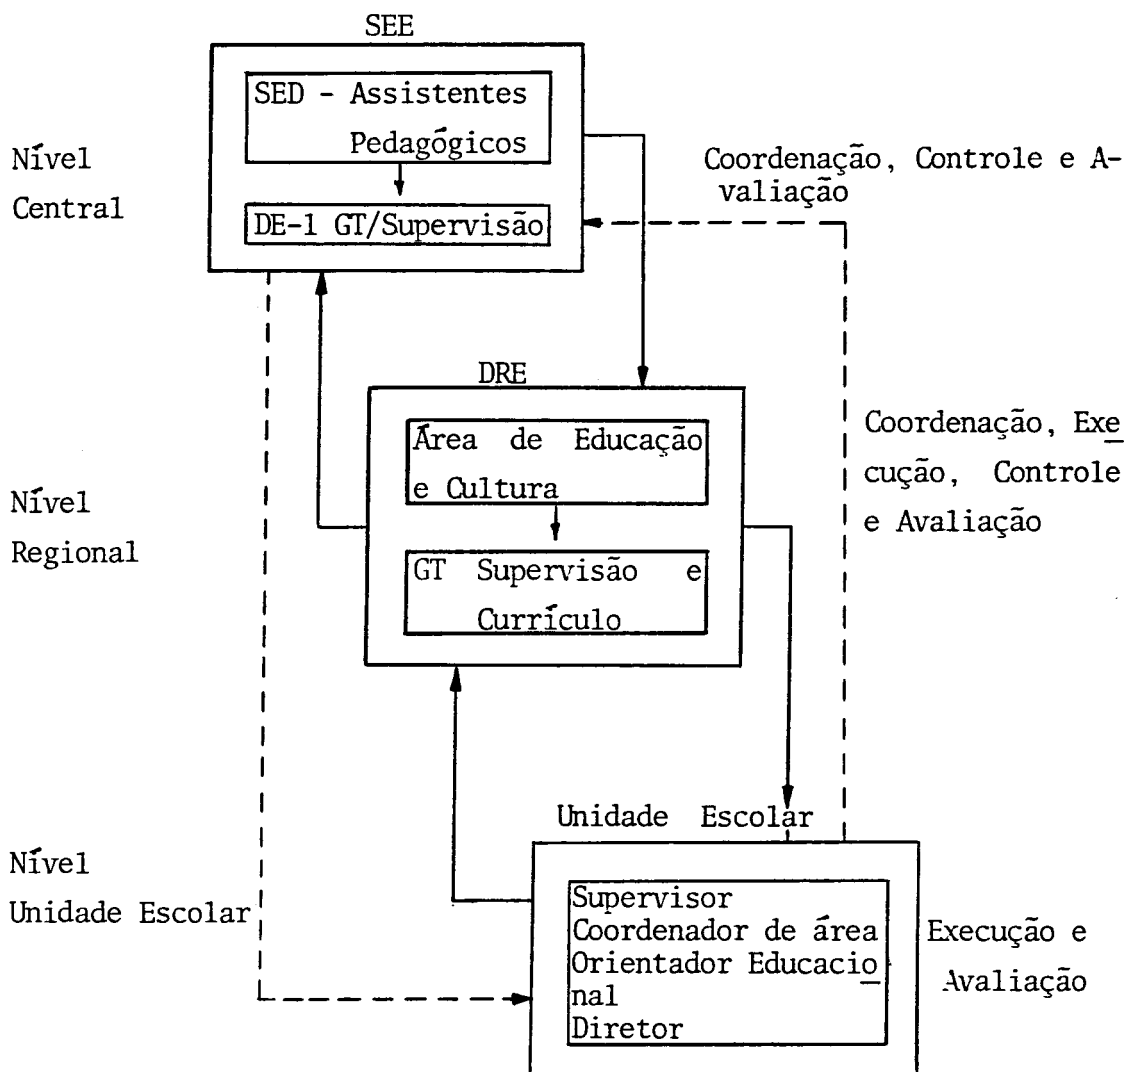 SEE
SED - Assistentes
Pedagógicos
DE-1 GT/Supervisão
Nível
Central
Coordenação, Controle e A-
valiação
DRE
Área de Educação
e Cultura
GT Supervisão e
Currículo
Nível
Regional
Coordenação, Exe
cução, Controle
e Avaliação
Unidade Escolar
Supervisor
Coordenador de área
Orientador Educacio
nal
Diretor
Nível
Unidade Escolar
Execução e
Avaliação